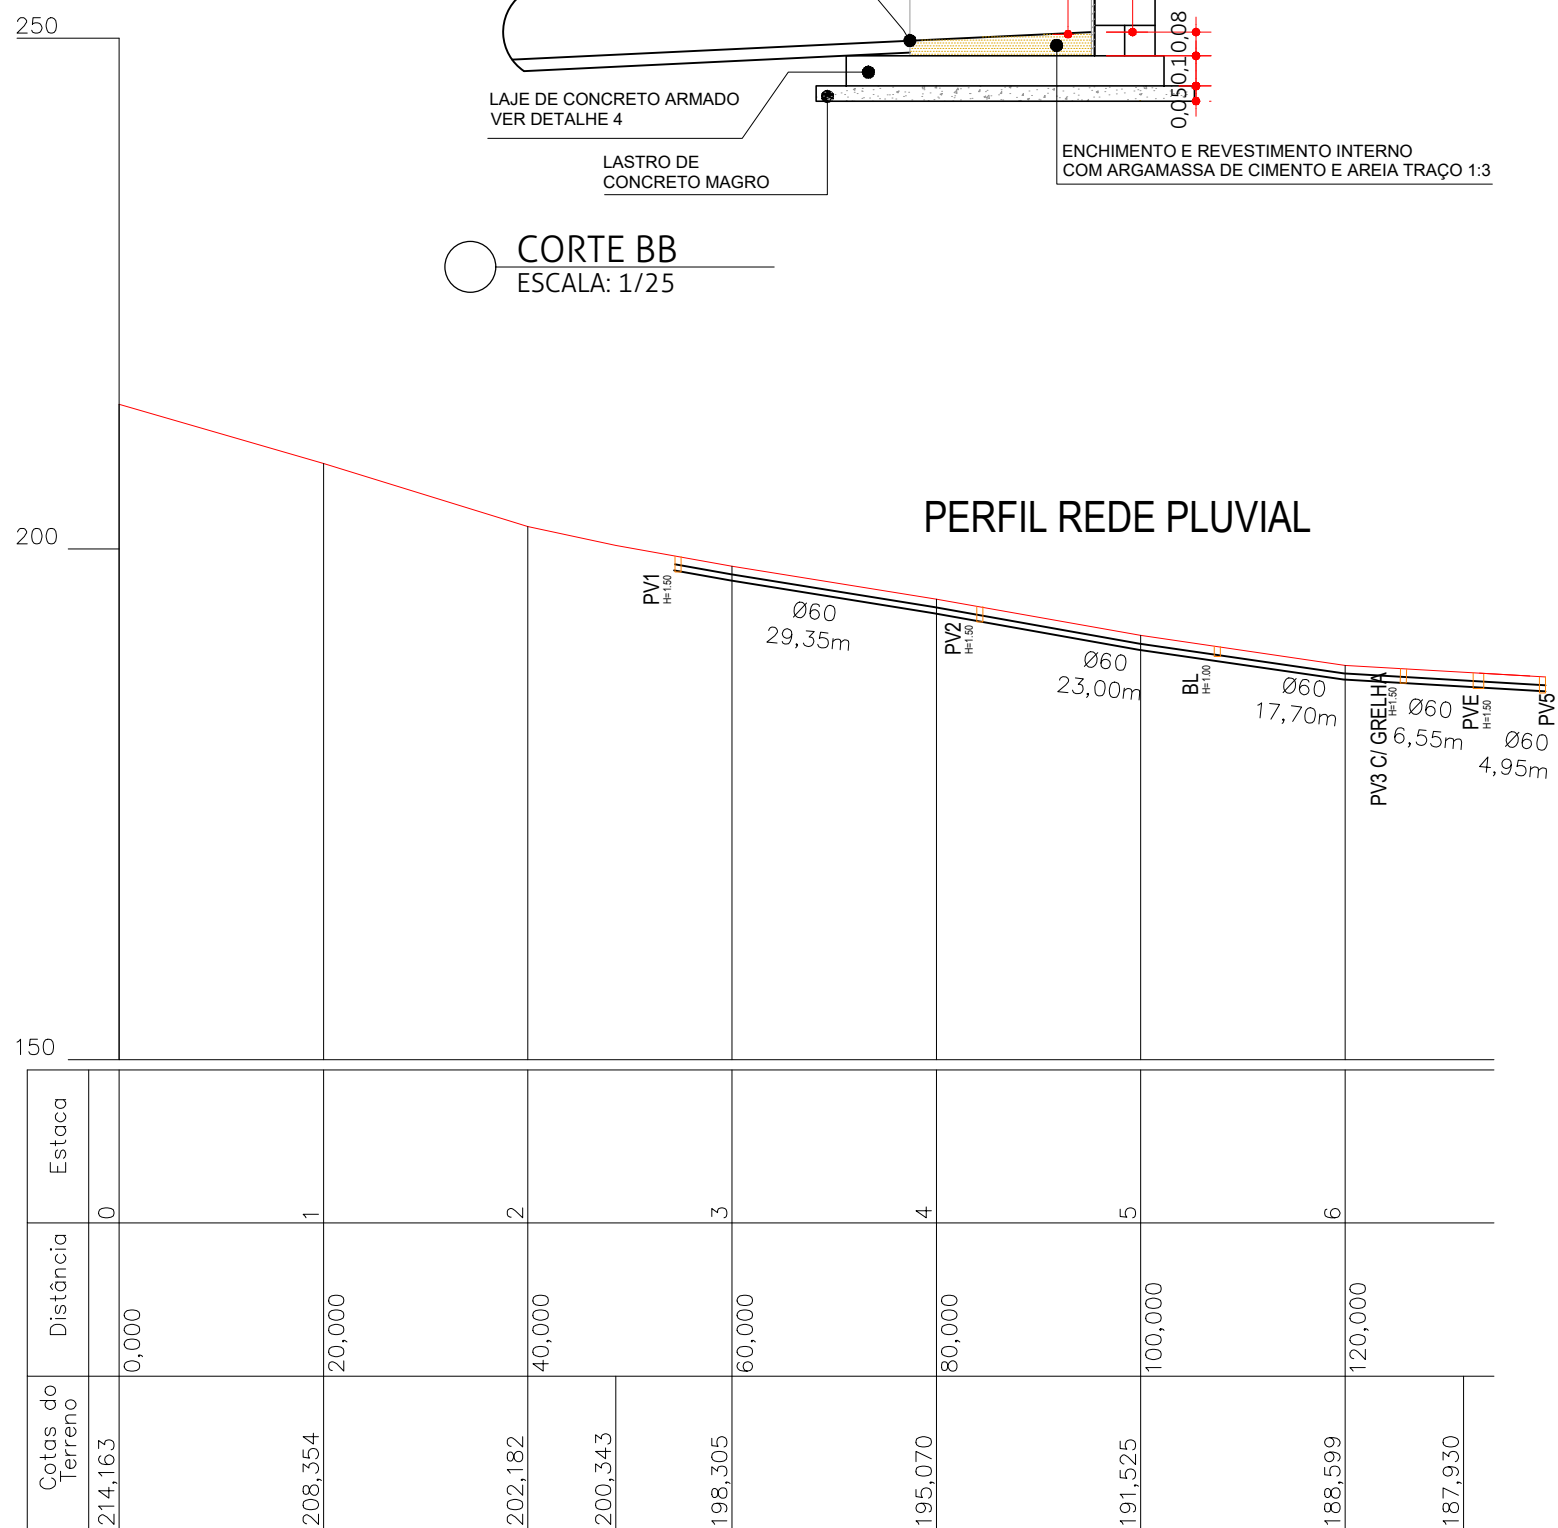 250
0,08
0,1
0,05
LAJE DE CONCRETO ARMADO
VER DETALHE 4
LASTRO DE
CONCRETO MAGRO
ENCHIMENTO E REVESTIMENTO INTERNO
COM ARGAMASSA DE CIMENTO E AREIA TRAÇO 1:3
CORTE BB
ESCALA: 1/25
PERFIL REDE PLUVIAL
200
PV1
H=1.50
Ø60
29,35m
PV2
H=1.50
Ø60
23,00m
BL
H=1.00
Ø60
17,70m
PV3 C/ GRELHA
H=1.50
Ø60
6,55m
PVE
H=1.50
Ø60
4,95m
PV5
150
Estaca
0
1
2
3
4
5
6
Distância
0,000
20,000
40,000
60,000
80,000
100,000
120,000
Cotas do
Terreno
214,163
208,354
202,182
200,343
198,305
195,070
191,525
188,599
187,930